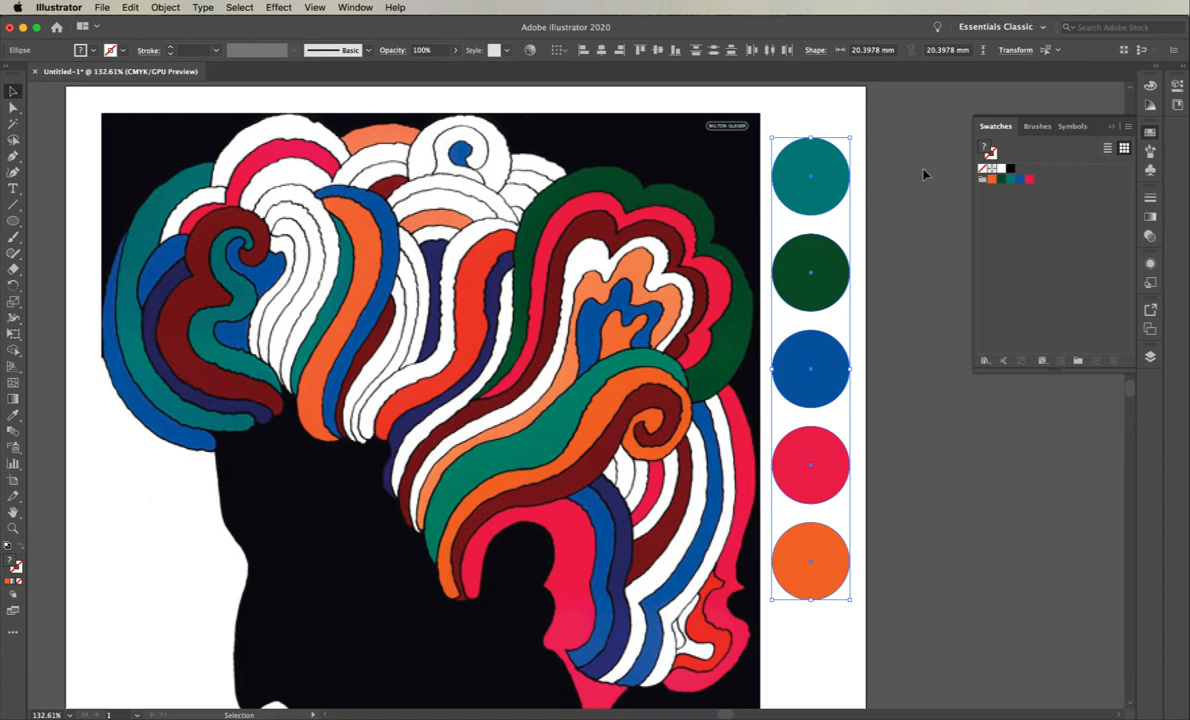 Illustrator File Edit Object Type Select Effect View Window Help
Adobe Illustrator 2020
Essentials Classic
Search Adobe Stock
Ellipse ? Stroke: Basic Opacity: 100% Style: Shape: 20.3978 mm 20.3978 mm Transform
× Untitled-1* @ 132.61% (CMYK/GPU Preview)
MILTON GLASER
Swatches Brushes Symbols
?
T
?
132.61% 1 Selection